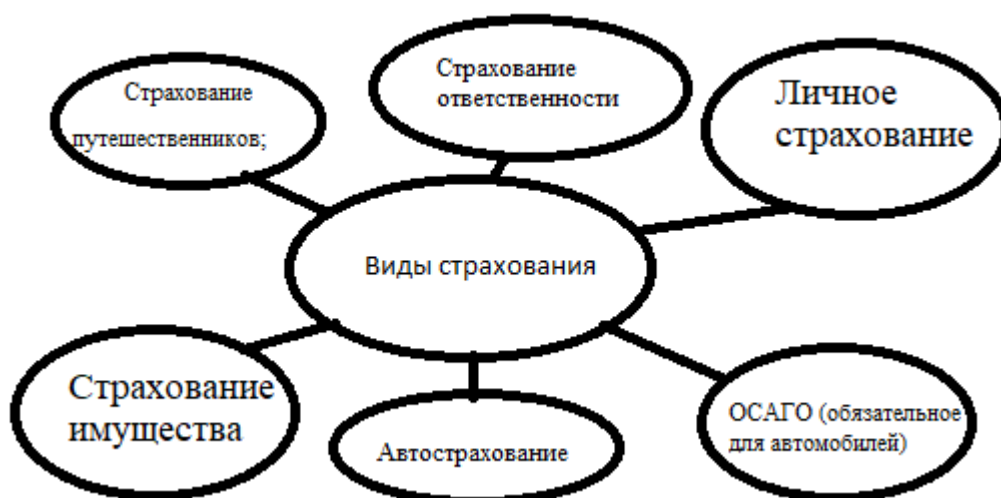 Страхование
путешественников;
Страхование
ответственности
Личное
страхование
Виды страхования
Страхование
имущества
Автострахование
ОСАГО (обязательное
для автомобилей)